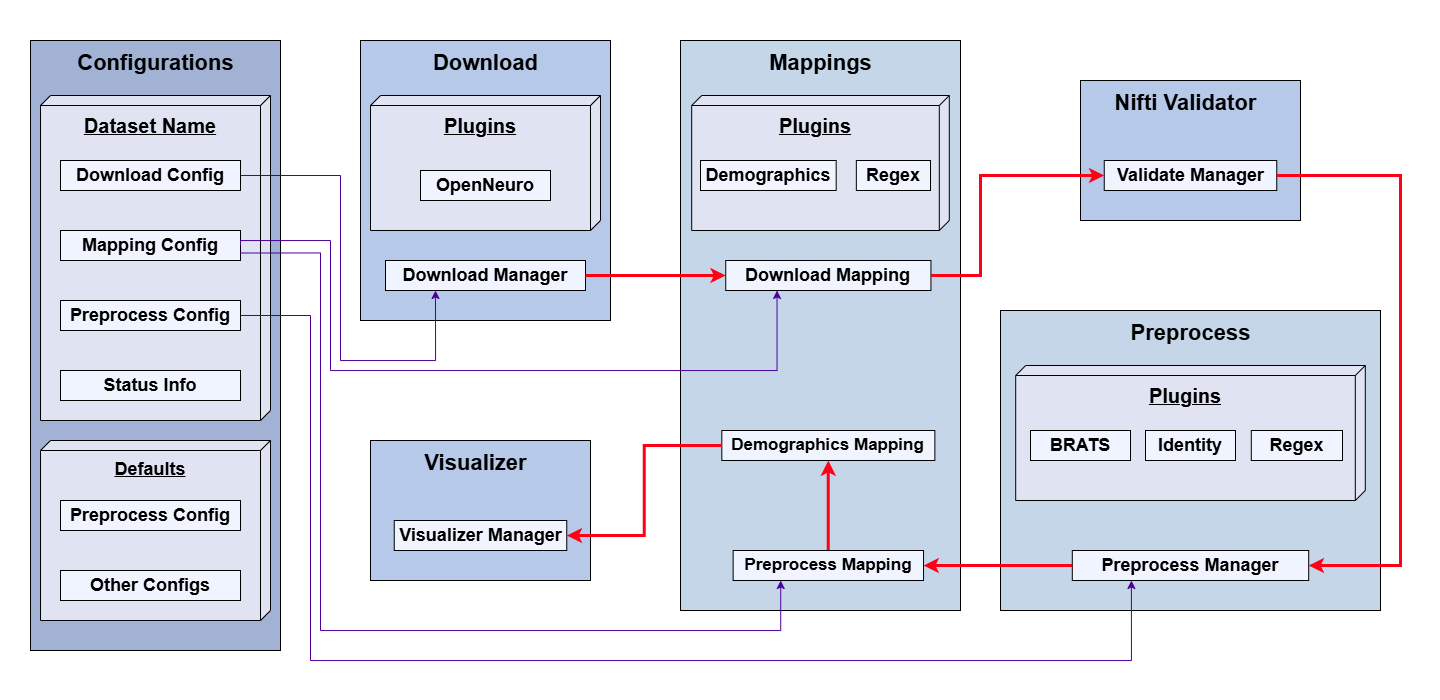 Configurations
Dataset Name
Download Config
Mapping Config
Preprocess Config
Status Info
Defaults
Preprocess Config
Other Configs
Download
Plugins
OpenNeuro
Download Manager
Visualizer
Visualizer Manager
Mappings
Plugins
Demographics
Regex
Download Mapping
Demographics Mapping
Preprocess Mapping
Nifti Validator
Validate Manager
Preprocess
Plugins
BRATS
Identity
Regex
Preprocess Manager